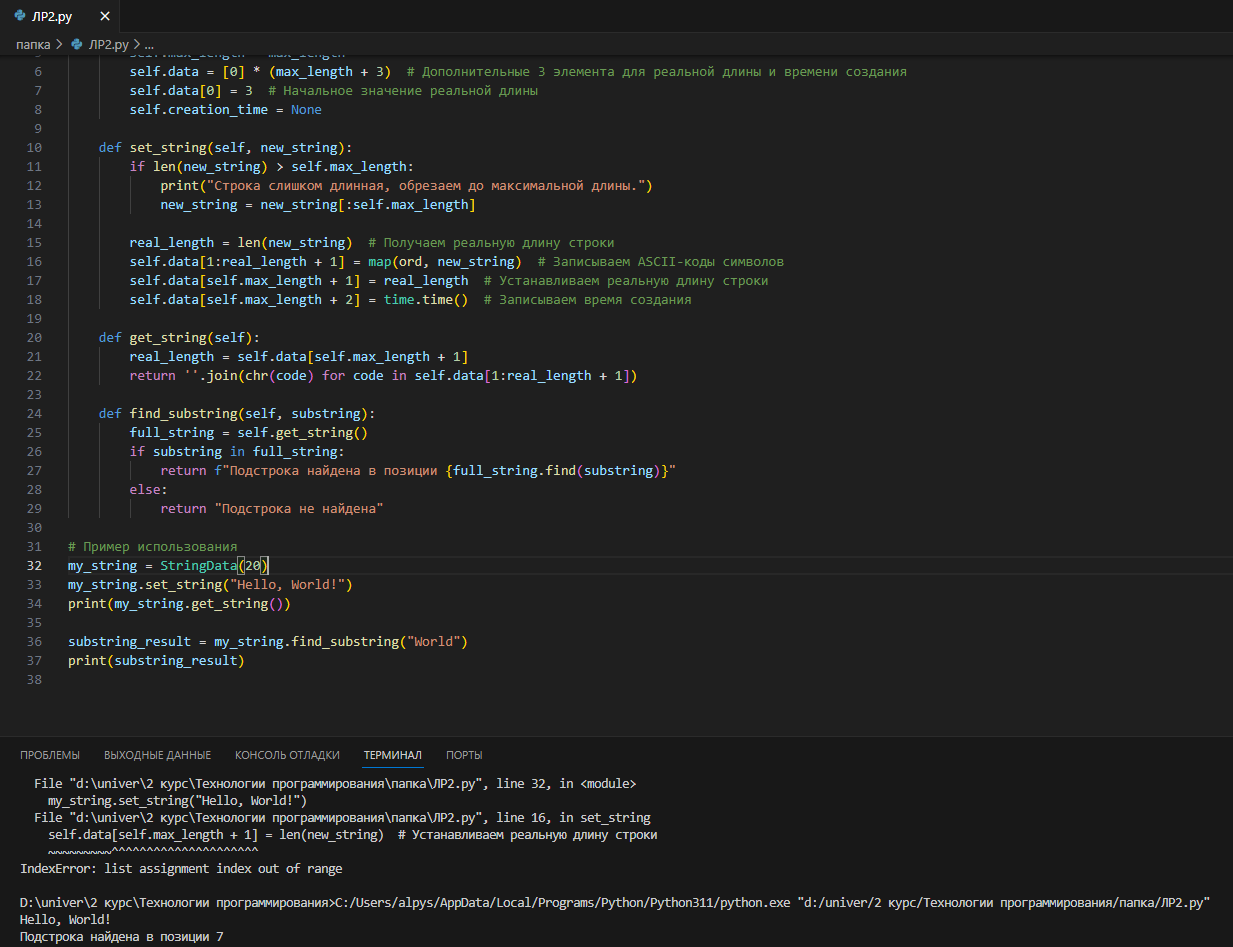 ЛР2.py
папка > ЛР2.py > ...
6 self.data = [0] * (max_length + 3)  # Дополнительные 3 элемента для реальной длины и времени создания
7 self.data[0] = 3  # Начальное значение реальной длины
8 self.creation_time = None
9
10 def set_string(self, new_string):
11 if len(new_string) > self.max_length:
12 print("Строка слишком длинная, обрезаем до максимальной длины.")
13 new_string = new_string[:self.max_length]
14
15 real_length = len(new_string)  # Получаем реальную длину строки
16 self.data[1:real_length + 1] = map(ord, new_string)  # Записываем ASCII-коды символов
17 self.data[self.max_length + 1] = real_length  # Устанавливаем реальную длину строки
18 self.data[self.max_length + 2] = time.time()  # Записываем время создания
19
20 def get_string(self):
21 real_length = self.data[self.max_length + 1]
22 return ''.join(chr(code) for code in self.data[1:real_length + 1])
23
24 def find_substring(self, substring):
25 full_string = self.get_string()
26 if substring in full_string:
27 return f"Подстрока найдена в позиции {full_string.find(substring)}"
28 else:
29 return "Подстрока не найдена"
30
31 # Пример использования
32 my_string = StringData(20)
33 my_string.set_string("Hello, World!")
34 print(my_string.get_string())
35
36 substring_result = my_string.find_substring("World")
37 print(substring_result)
38
ПРОБЛЕМЫ ВЫХОДНЫЕ ДАННЫЕ КОНСОЛЬ ОТЛАДКИ ТЕРМИНАЛ ПОРТЫ
File "d:\univer\2 курс\Технологии программирования\папка\ЛР2.py", line 32, in <module>
my_string.set_string("Hello, World!")
File "d:\univer\2 курс\Технологии программирования\папка\ЛР2.py", line 16, in set_string
self.data[self.max_length + 1] = len(new_string)  # Устанавливаем реальную длину строки
~~~~~~~~~^^^^^^^^^^^^^^^^^^^^^
IndexError: list assignment index out of range
D:\univer\2 курс\Технологии программирования>C:/Users/alpys/AppData/Local/Programs/Python/Python311/python.exe "d:/univer/2 курс/Технологии программирования/папка/ЛР2.py"
Hello, World!
Подстрока найдена в позиции 7